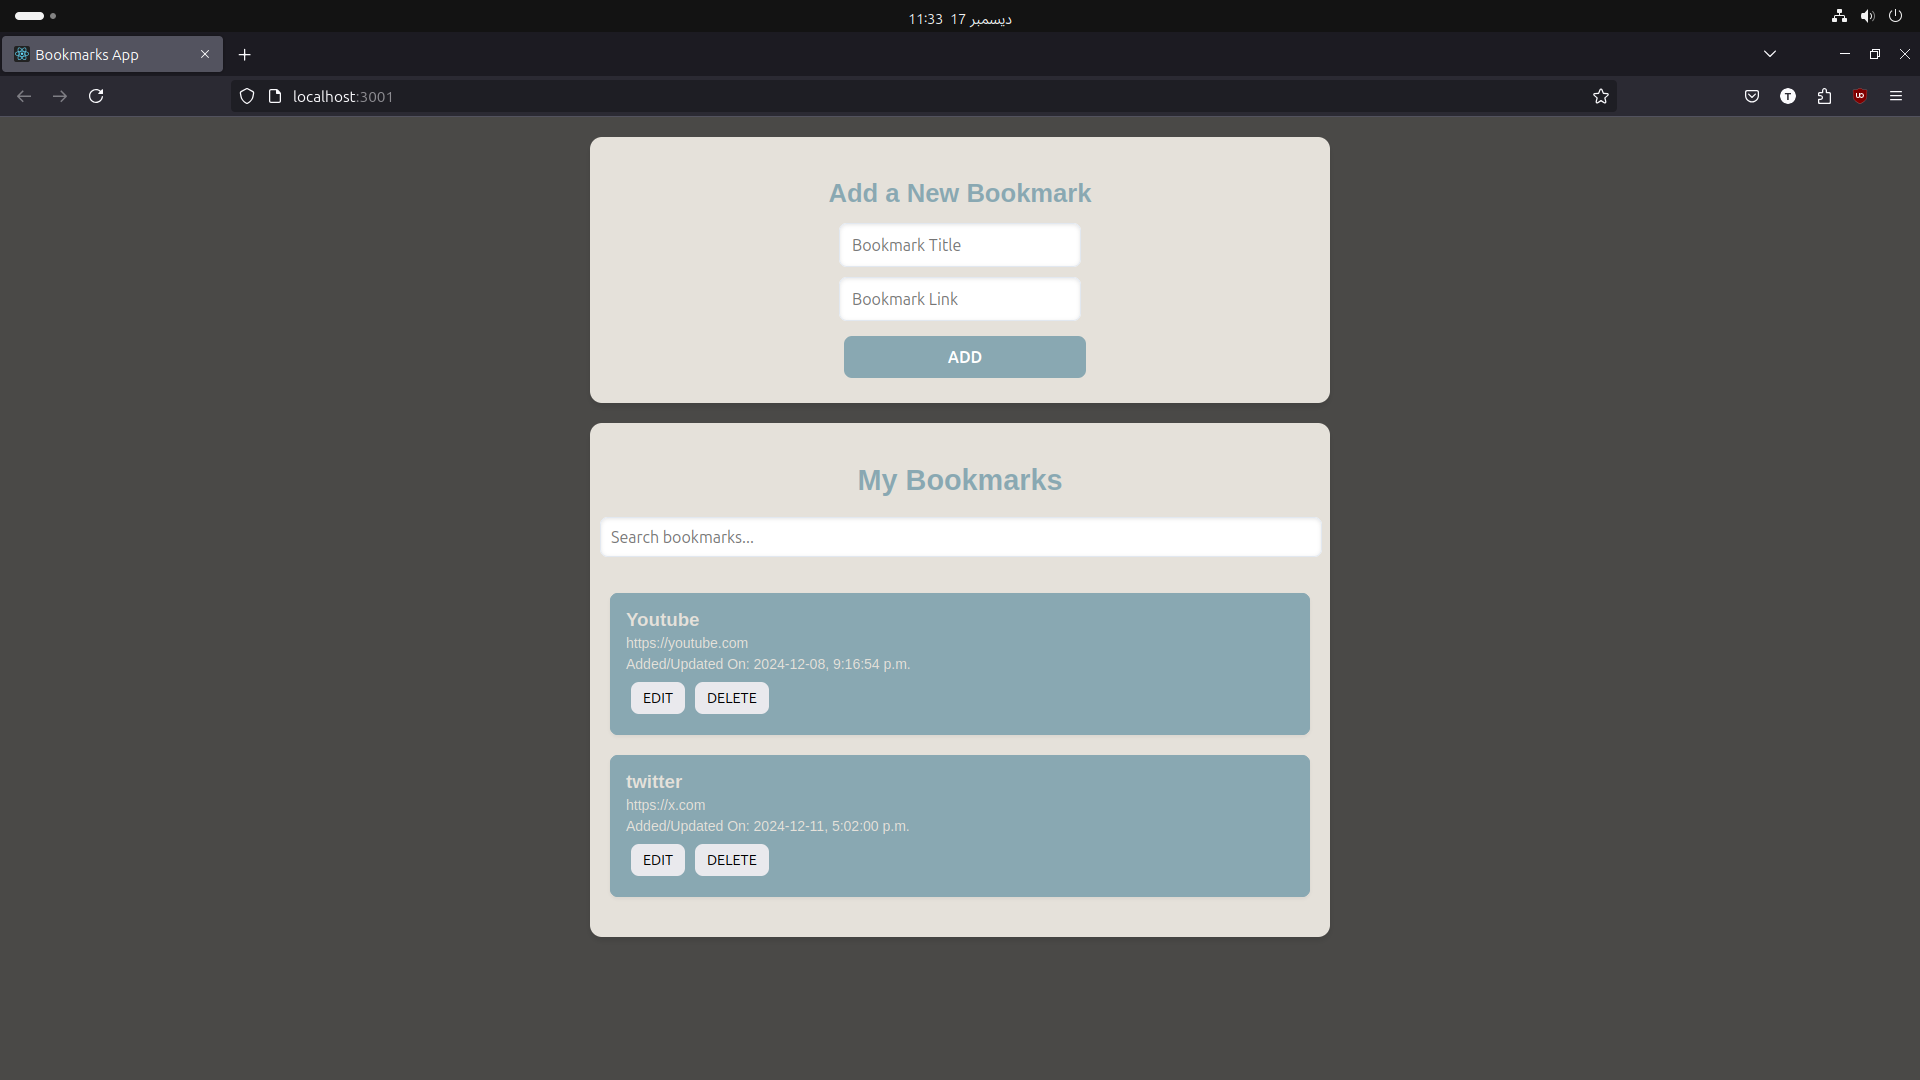 11:33 17 ديسمبر
Bookmarks App
localhost:3001
T
UO
Add a New Bookmark
Bookmark Title
Bookmark Link
ADD
My Bookmarks
Search bookmarks...
Youtube
https://youtube.com
Added/Updated On: 2024-12-08, 9:16:54 p.m.
EDIT DELETE
twitter
https://x.com
Added/Updated On: 2024-12-11, 5:02:00 p.m.
EDIT DELETE